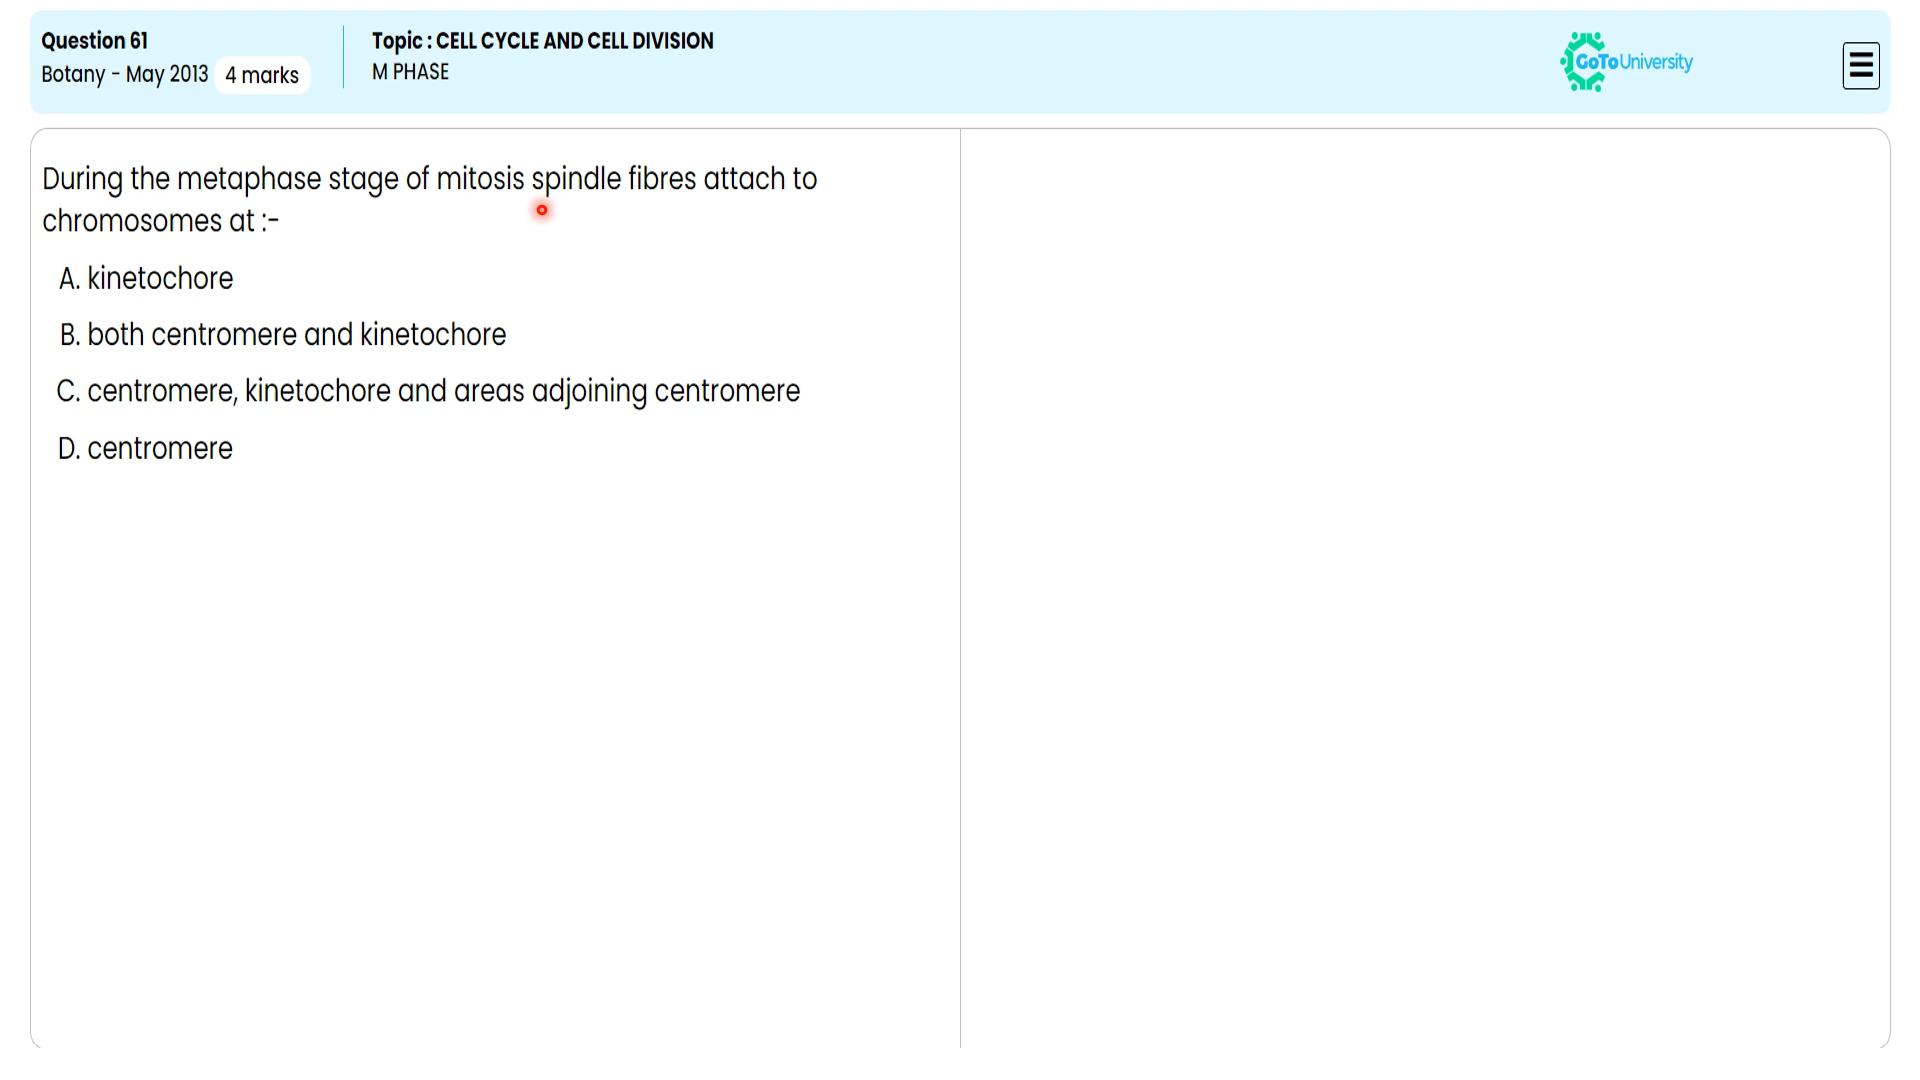 Question 61
Botany - May 2013 4 marks
Topic : CELL CYCLE AND CELL DIVISION
M PHASE
GoToUniversity
During the metaphase stage of mitosis spindle fibres attach to
chromosomes at :-
A. kinetochore
B. both centromere and kinetochore
C. centromere, kinetochore and areas adjoining centromere
D. centromere